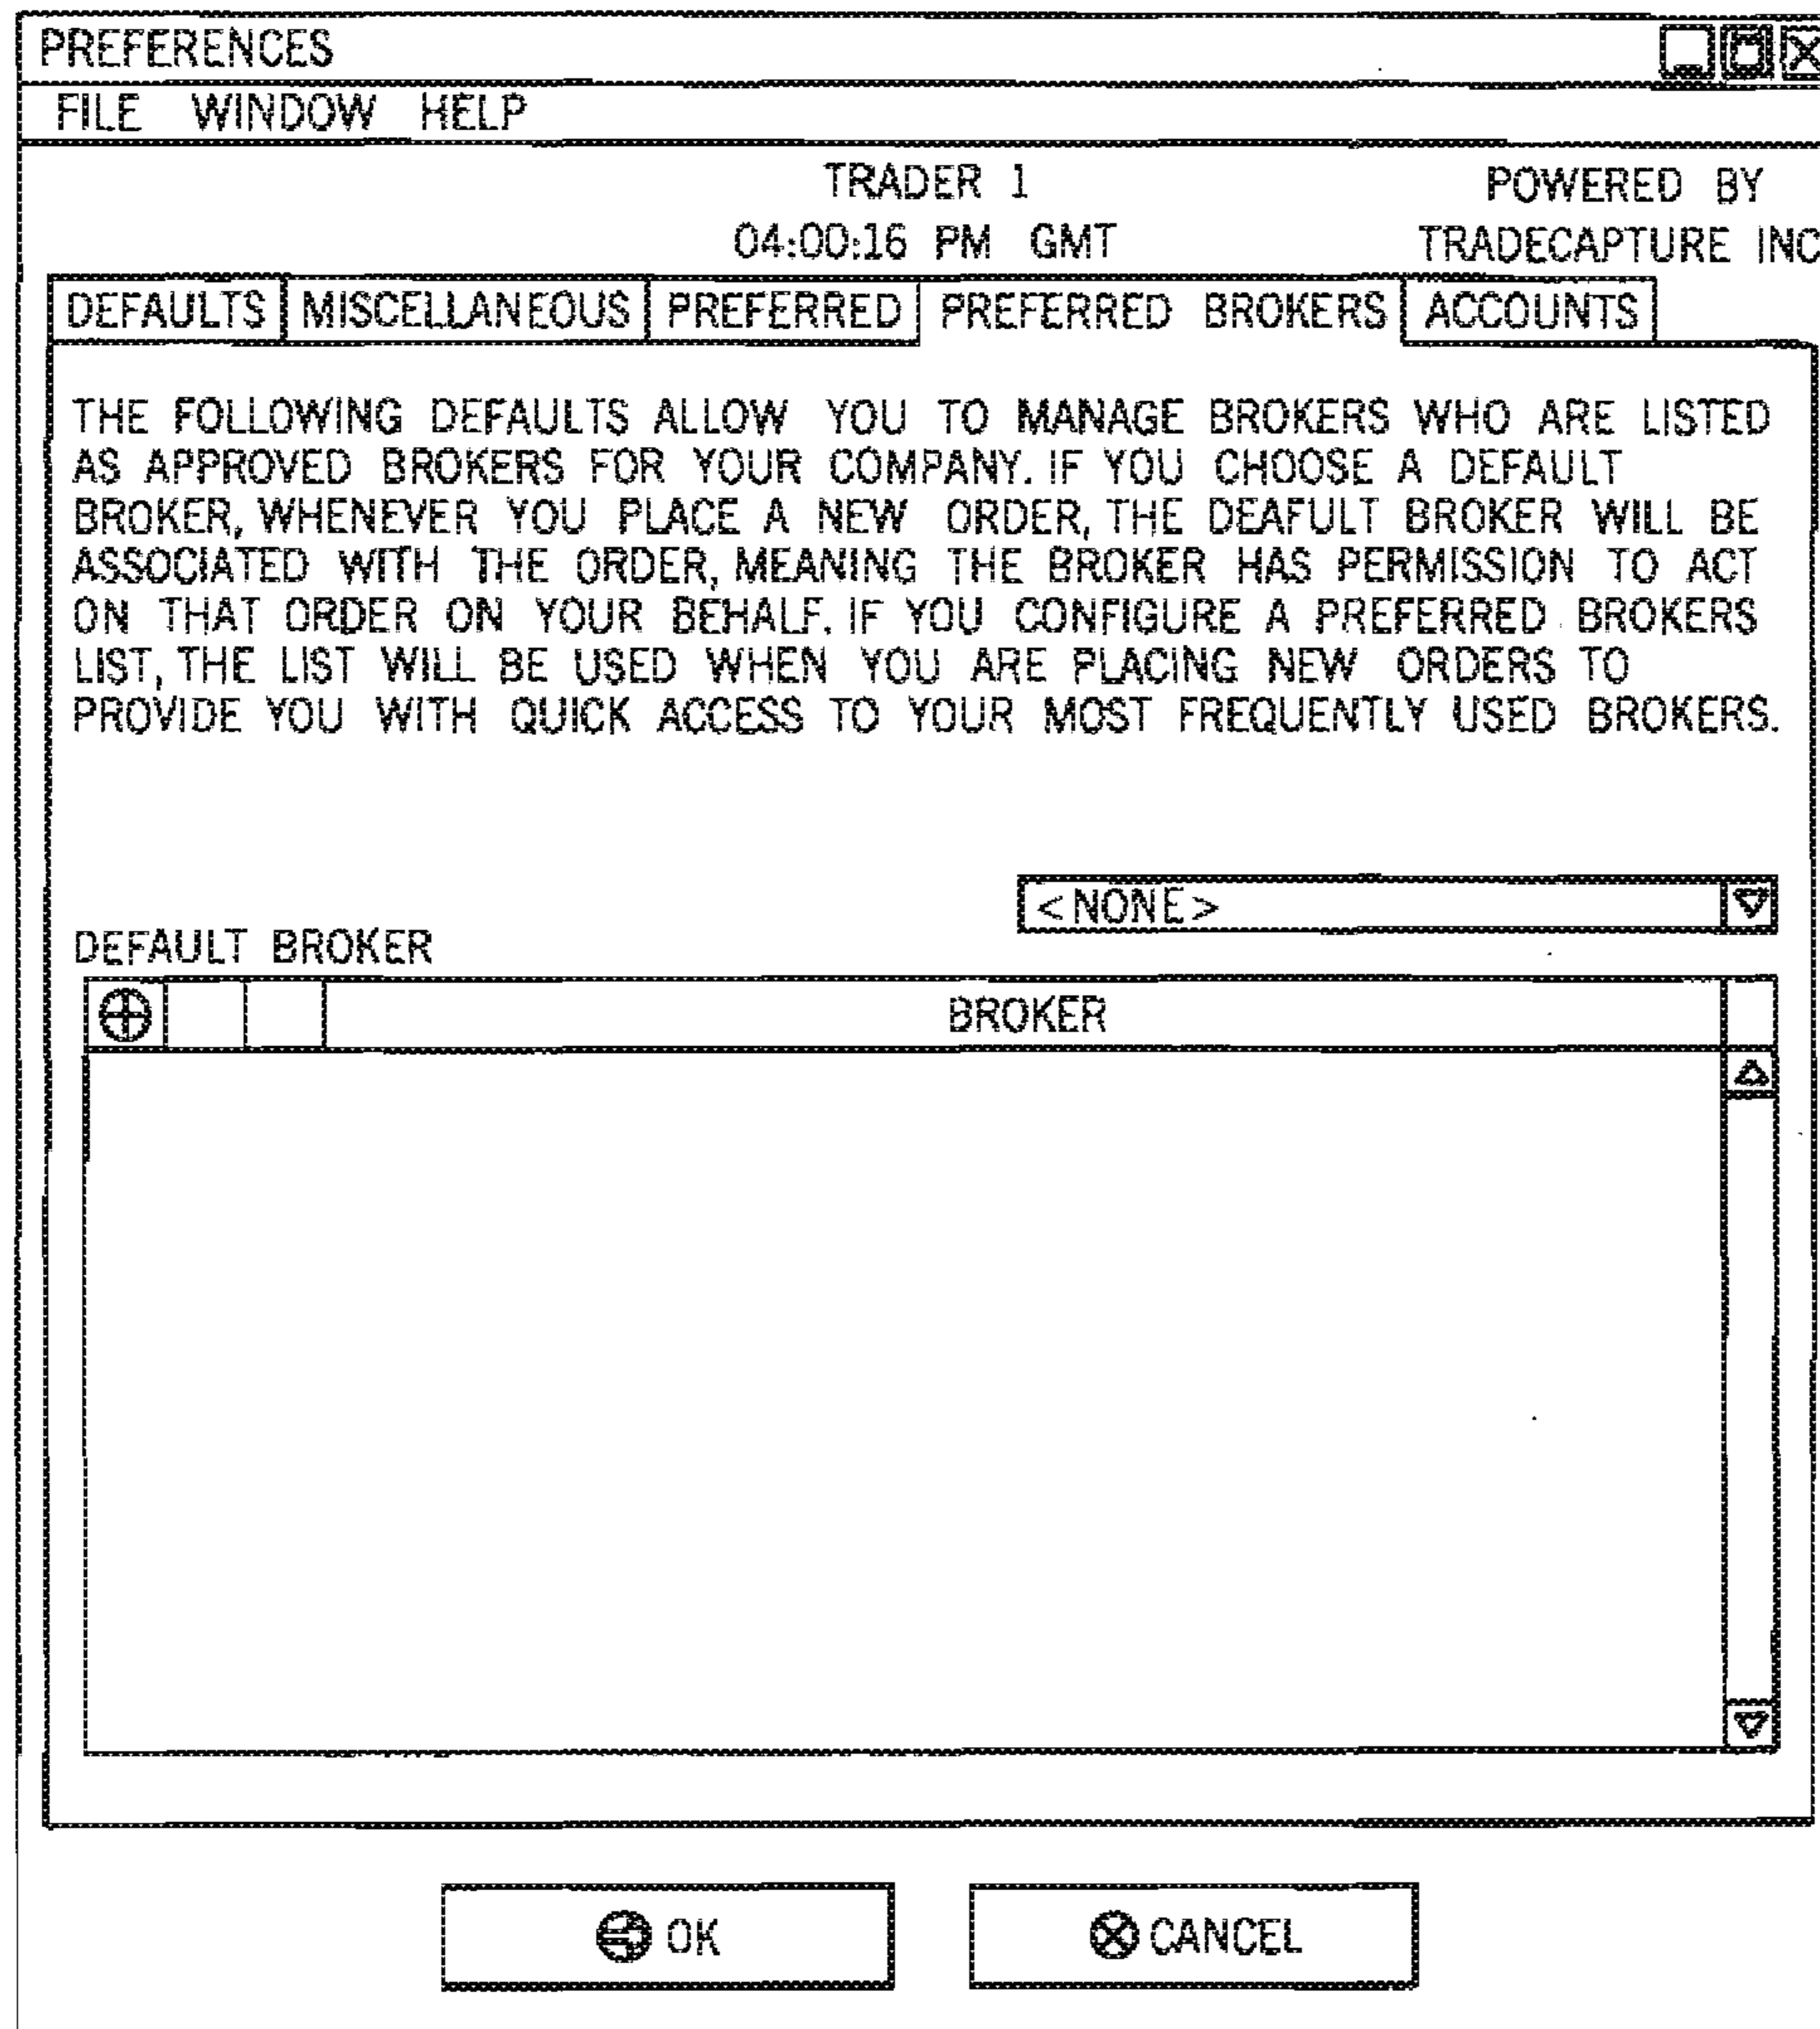 PREFERENCES
FILE WINDOW HELP
TRADER 1
POWERED BY
04:00:16 PM GMT
TRADECAPTURE INC
DEFAULTS MISCELLANEOUS PREFERRED PREFERRED BROKERS ACCOUNTS
THE FOLLOWING DEFAULTS ALLOW YOU TO MANAGE BROKERS WHO ARE LISTED
AS APPROVED BROKERS FOR YOUR COMPANY. IF YOU CHOOSE A DEFAULT
BROKER, WHENEVER YOU PLACE A NEW ORDER, THE DEAFULT BROKER WILL BE
ASSOCIATED WITH THE ORDER, MEANING THE BROKER HAS PERMISSION TO ACT
ON THAT ORDER ON YOUR BEHALF. IF YOU CONFIGURE A PREFERRED BROKERS
LIST, THE LIST WILL BE USED WHEN YOU ARE PLACING NEW ORDERS TO
PROVIDE YOU WITH QUICK ACCESS TO YOUR MOST FREQUENTLY USED BROKERS.
<NONE>
DEFAULT BROKER
BROKER
OK
CANCEL